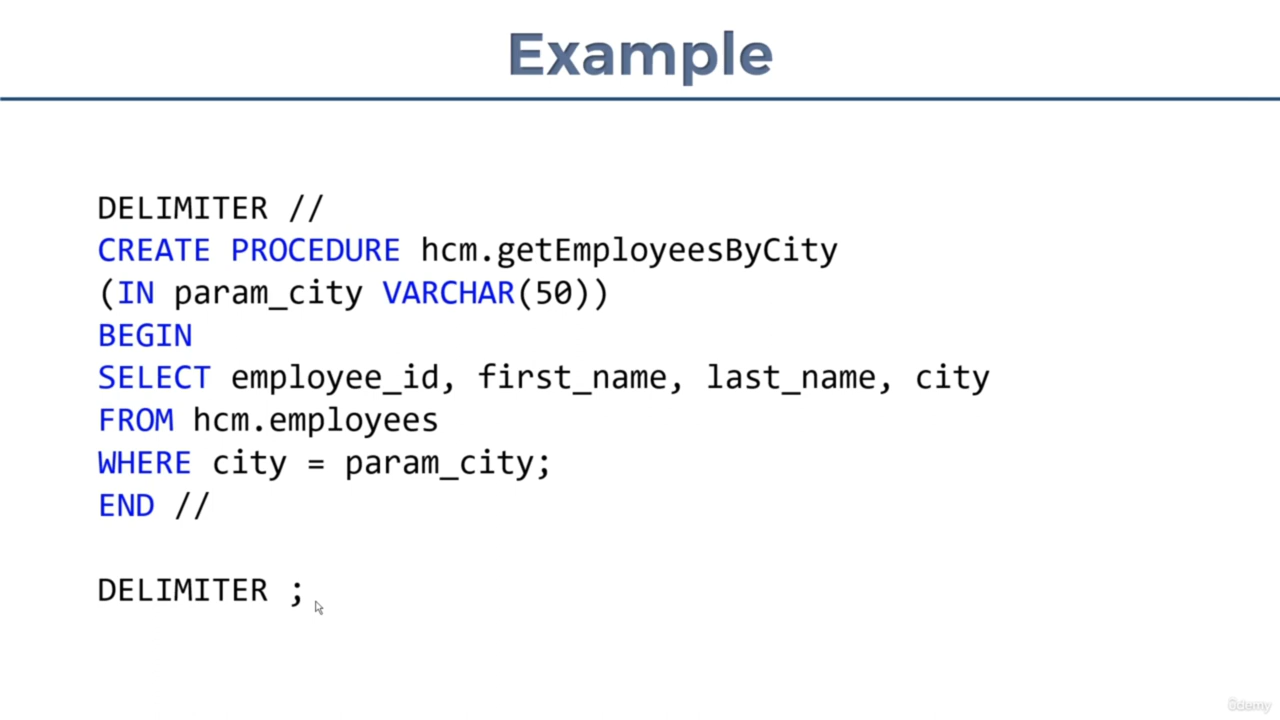 Example
DELIMITER //
CREATE PROCEDURE hcm.getEmployeesByCity
(IN param_city VARCHAR(50))
BEGIN
SELECT employee_id, first_name, last_name, city
FROM hcm.employees
WHERE city = param_city;
END //
DELIMITER ;
ûdemy